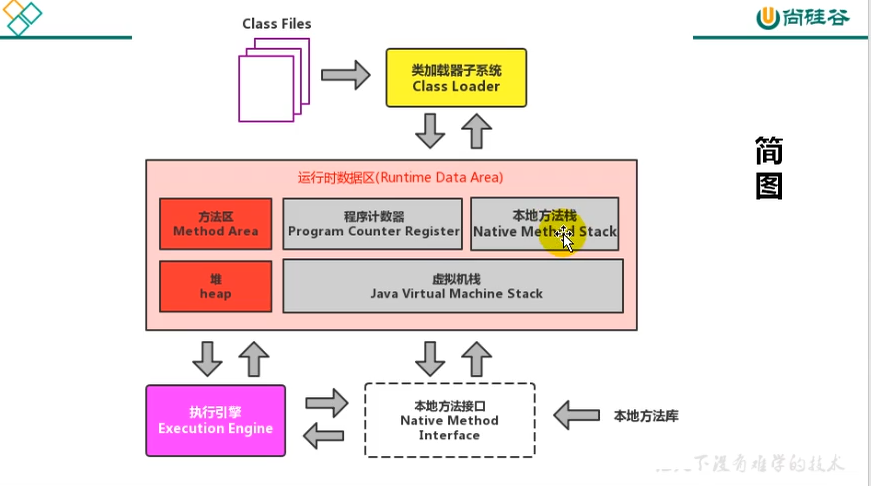 Class Files
尚硅谷
类加载器子系统
Class Loader
简
图
运行时数据区(Runtime Data Area)
方法区
Method Area
程序计数器
Program Counter Register
本地方法栈
Native Method Stack
堆
heap
虚拟机栈
Java Virtual Machine Stack
执行引擎
Execution Engine
本地方法接口
Native Method
Interface
本地方法库
下没有难学的技术